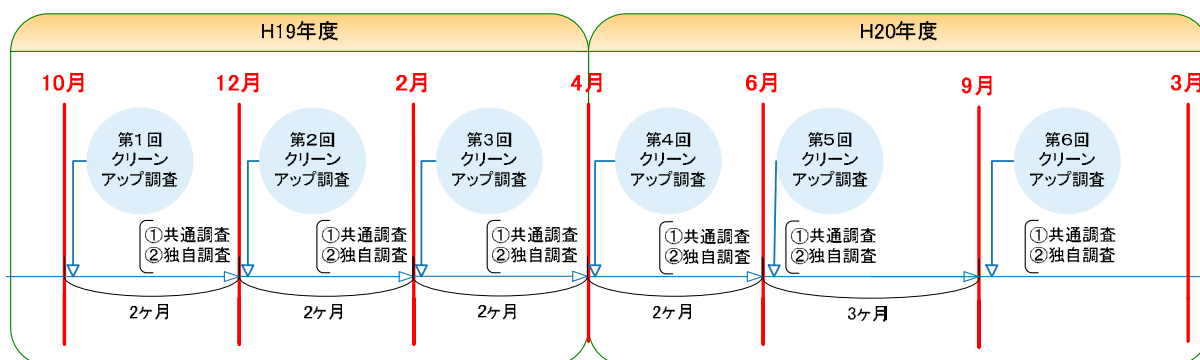 H19年度
H20年度
10月
12月
2月
4月
6月
9月
3月
第1回
クリーン
アップ調査
第2回
クリーン
アップ調査
第3回
クリーン
アップ調査
第4回
クリーン
アップ調査
第5回
クリーン
アップ調査
第6回
クリーン
アップ調査
①共通調査
②独自調査
①共通調査
②独自調査
①共通調査
②独自調査
①共通調査
②独自調査
①共通調査
②独自調査
①共通調査
②独自調査
2ヶ月
2ヶ月
2ヶ月
2ヶ月
3ヶ月